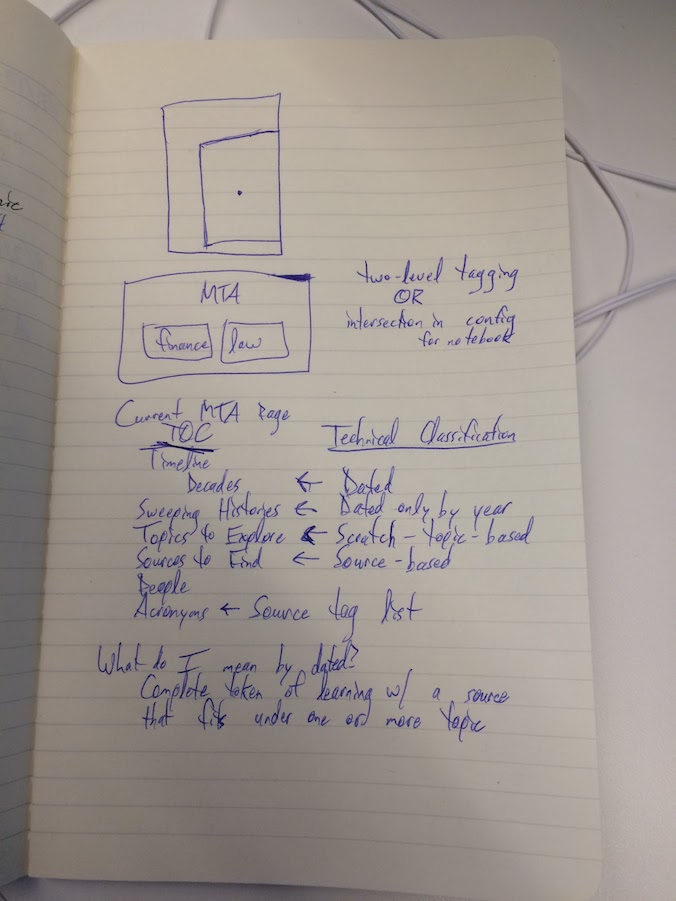 MTA
finance law
two-level tagging
OR
intersection in config
for notebook
Current MTA Page
TOC
Technical Classification
Timeline
Decades ← Dated
Sweeping Histories ← Dated only by year
Topics to Explore ← Scratch-topic-based
Sources to Find ← Source-based
People
Acronyms ← Source tag list
What do I mean by dated?
Complete token of learning w/ a source
that fits under one or more topic